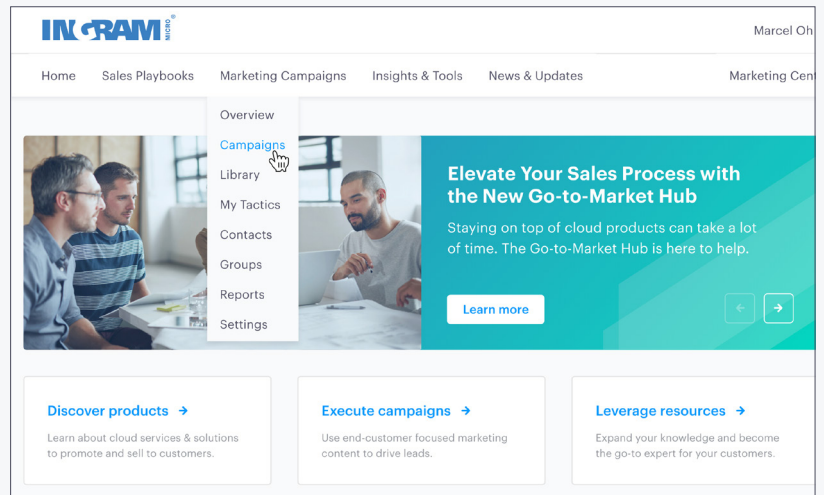 INGRAM MICRO®
Marcel Oh
Home Sales Playbooks Marketing Campaigns Insights & Tools News & Updates Marketing Cent
Overview
Campaigns
Library
My Tactics
Contacts
Groups
Reports
Settings
Elevate Your Sales Process with
the New Go-to-Market Hub
Staying on top of cloud products can take a lot
of time. The Go-to-Market Hub is here to help.
Learn more
← →
Discover products →
Learn about cloud services & solutions
to promote and sell to customers.
Execute campaigns →
Use end-customer focused marketing
content to drive leads.
Leverage resources →
Expand your knowledge and become
the go-to expert for your customers.